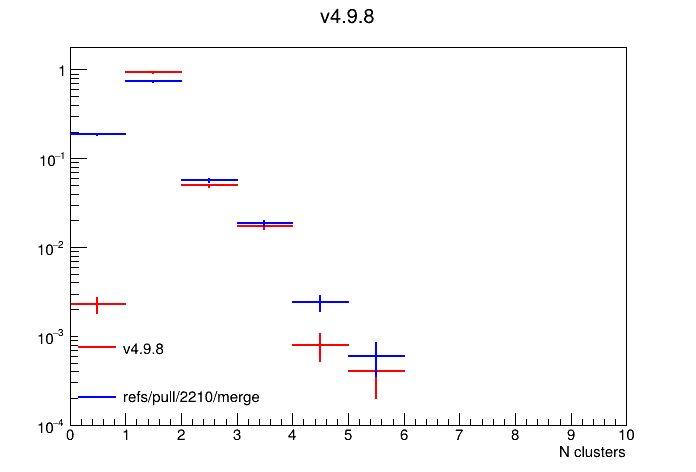 v4.9.8
1
10⁻¹
10⁻²
10⁻³
10⁻⁴
v4.9.8
refs/pull/2210/merge
0 1 2 3 4 5 6 7 8 9 10
N clusters